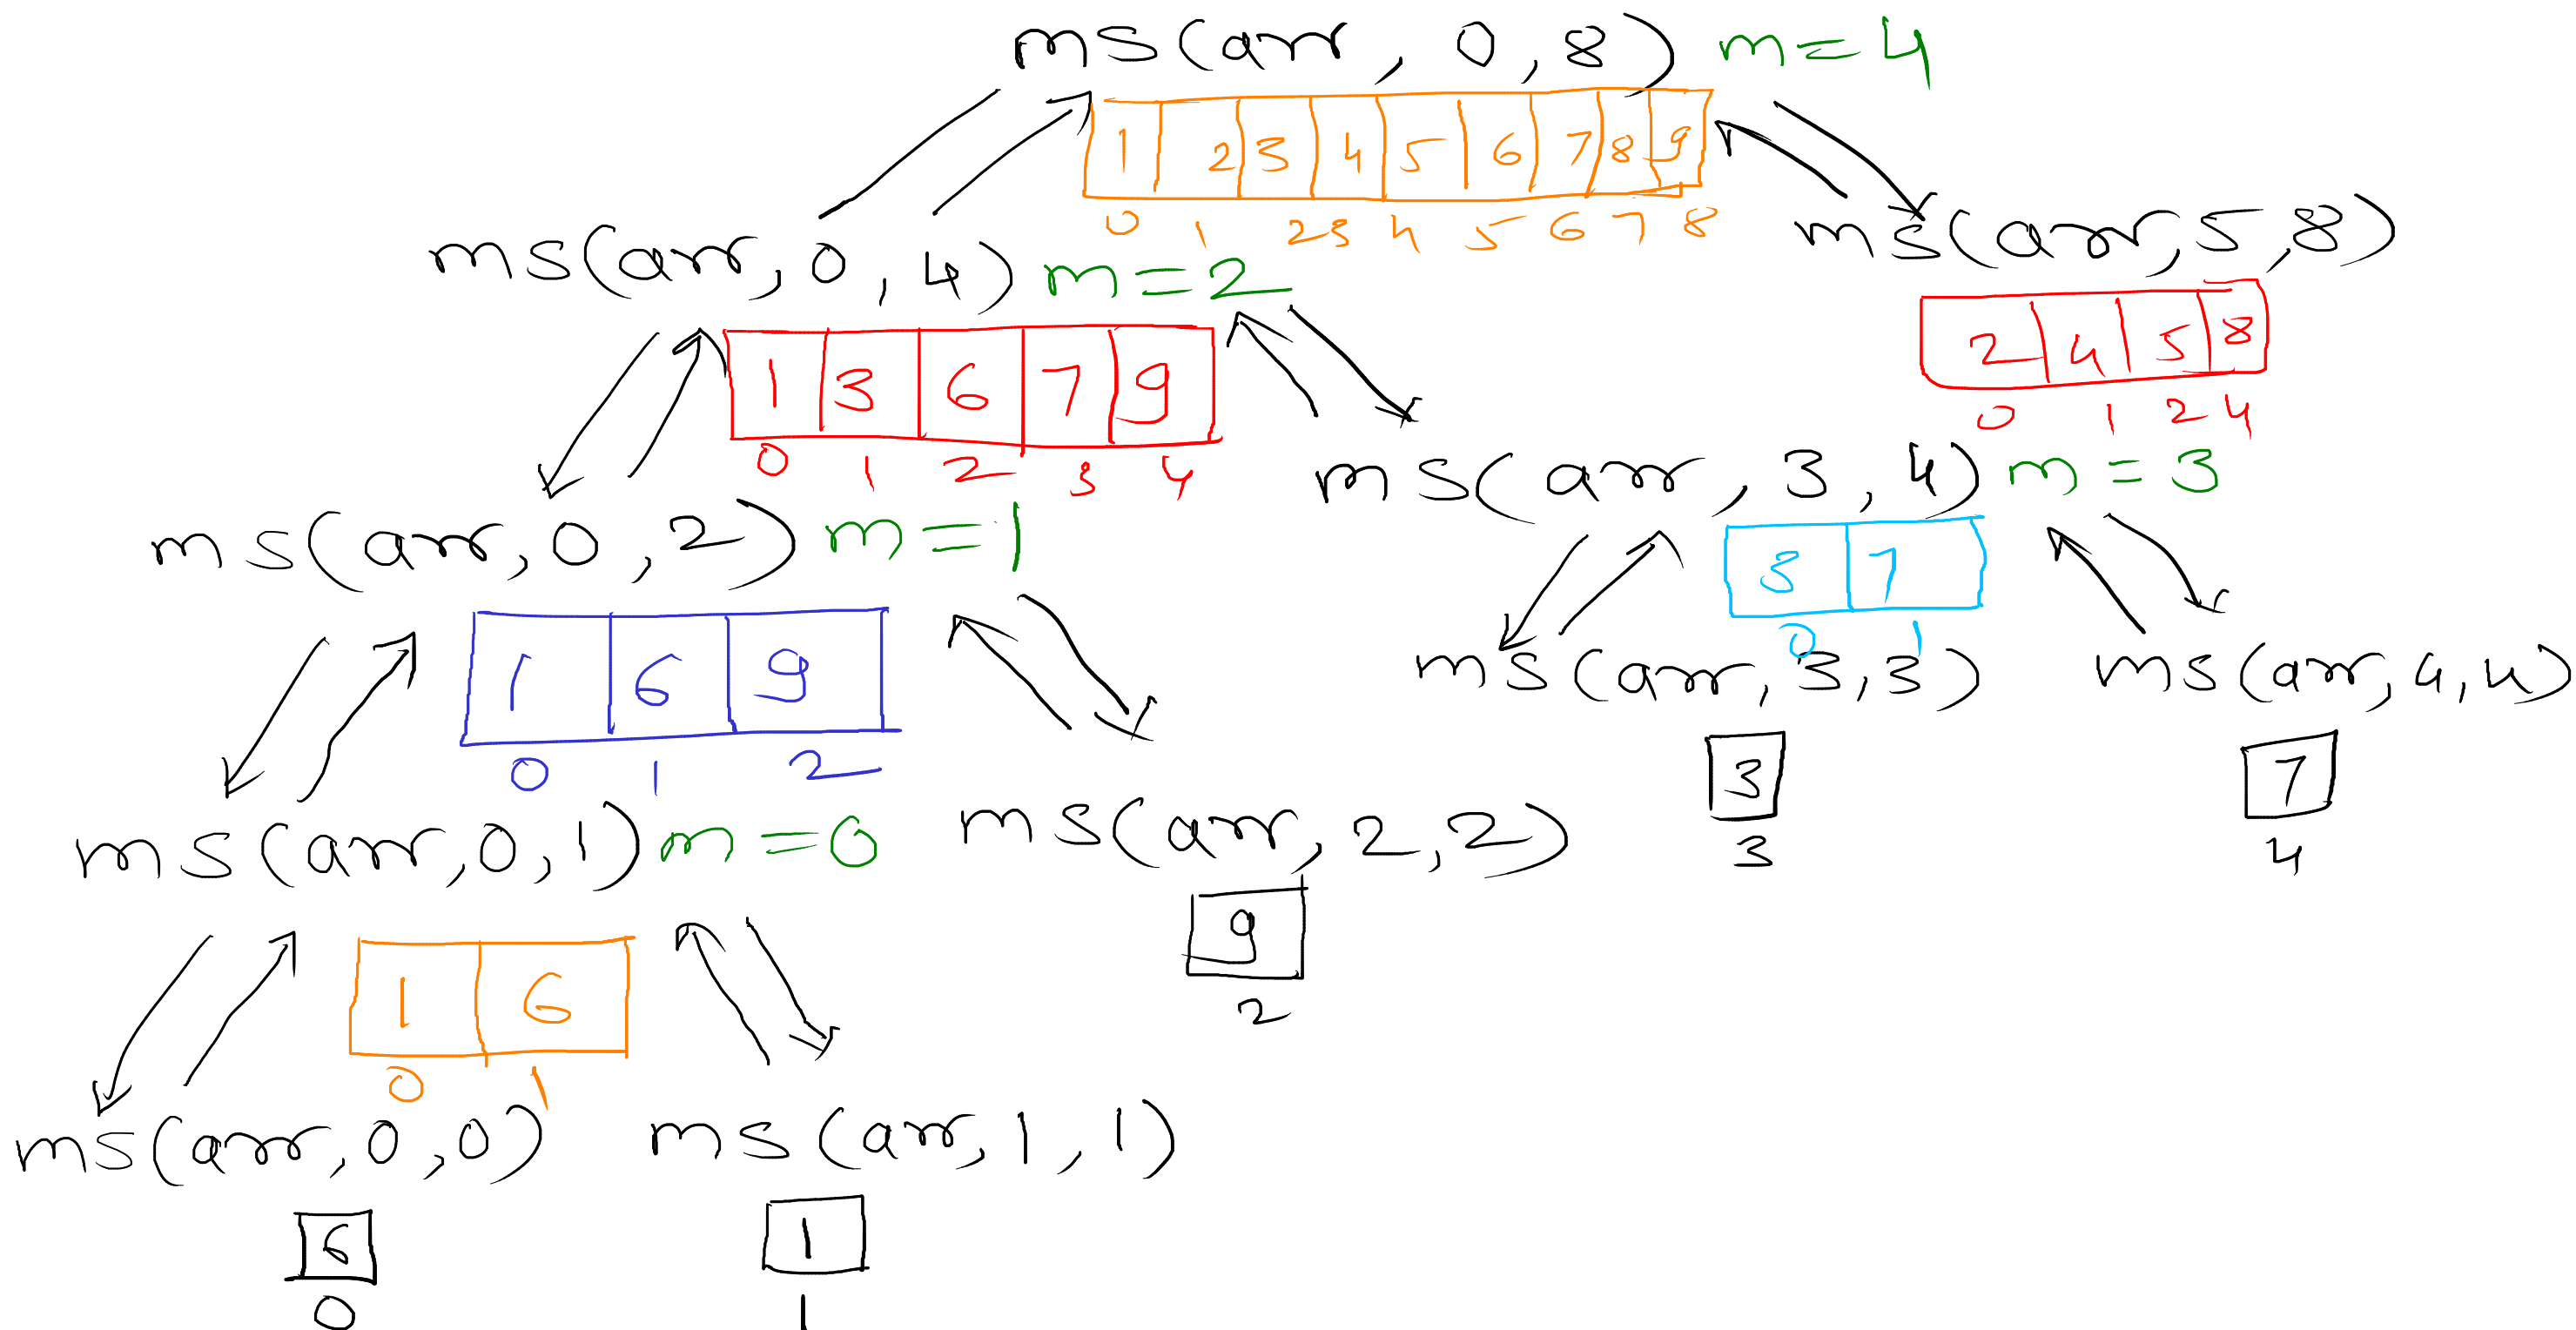 ms(arr, 0,8) m=4
1 2 3 4 5 6 7 8 9
0 1 2 3 4 5 6 7 8
ms(arr,0,4) m=2
ms(arr,5,8)
1 3 6 7 9
0 1 2 3 4
2 4 5 8
0 1 2 4
ms(arr,0,2) m=1
ms(arr,3,4) m=3
1 6 9
0 1 2
3 7
0 1
ms(arr,3,3)
ms(arr,4,4)
3
3
7
4
ms(arr,0,1) m=0
ms(arr,2,2)
1 6
0 1
9
2
ms(arr,0,0)
ms(arr,1,1)
6
0
1
1